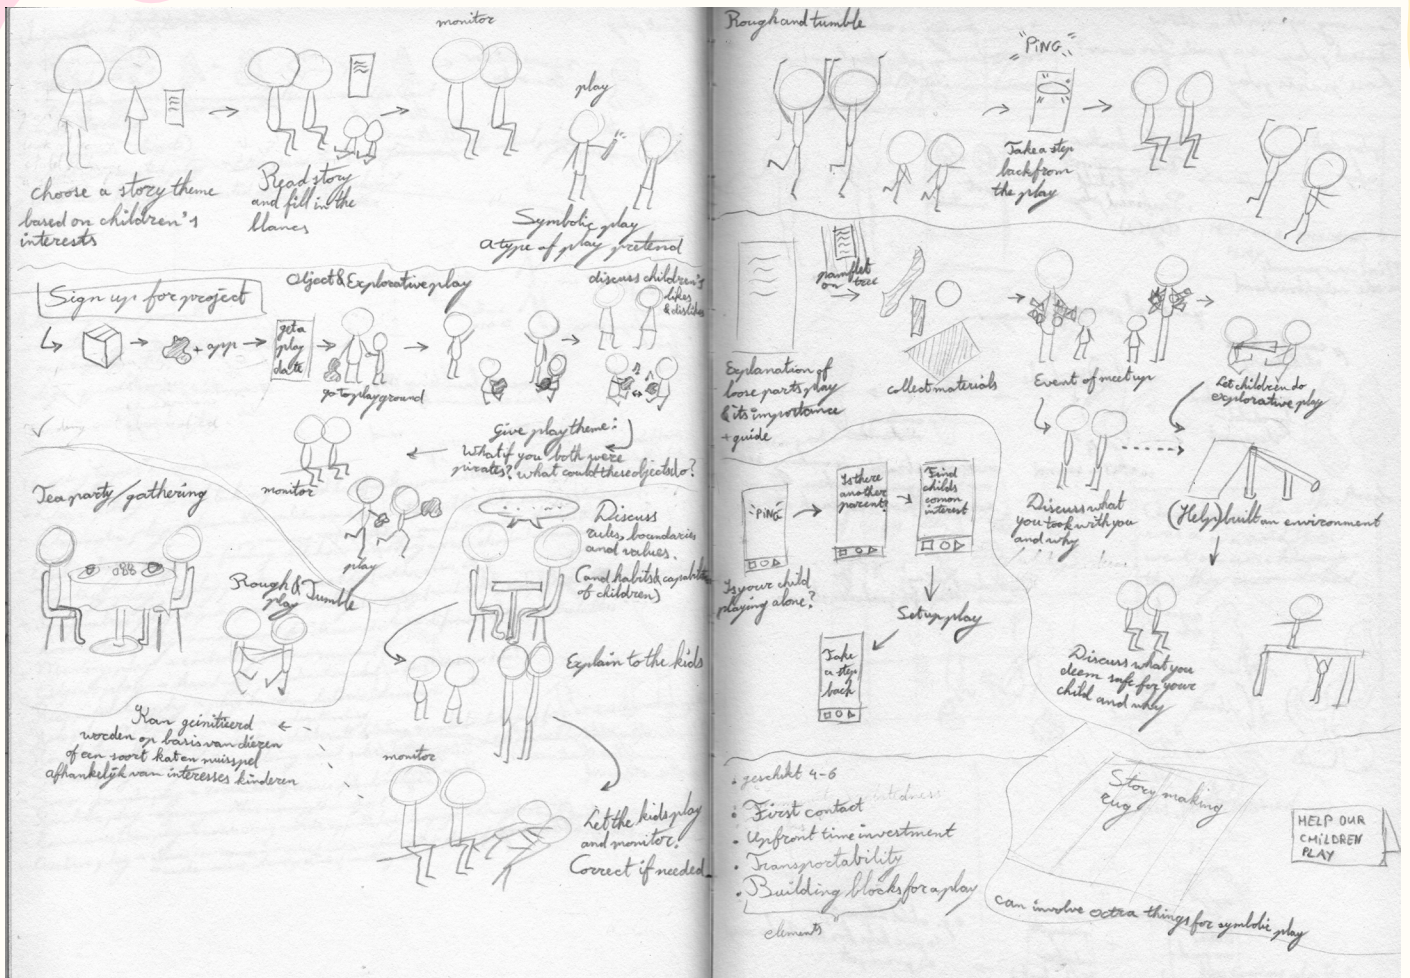 monitor
play
choose a story theme
based on children's
interests
Read story
and fill in the
blancs
Symbolic play
a type of play pretend
Sign up for project
Object & Explorative play
discuss children's
likes
& dislikes
+ app
get a
play
date
go to playground
Give play theme:
What if you both were
pirates? what could these objects do?
monitor
play
Tea party/gathering
Rough & Tumble
play
Discuss
rules, boundaries
and values.
(and habits & capabilities
of children)
Explain to the kids
Kan geïnitieerd
worden op basis van dieren
of een soort kat en muisspel
afhankelijk van interesses kinderen
monitor
Let the kids play
and monitor.
Correct if needed.
Rough and tumble
PING
Take a step
back from
the play
pamflet
on tree
Explanation of
loose parts play
& its importance
+ guide
collect materials
Event of meet up
Let children do
explorative play
Discuss what
you took with you
and why
(Help) built an environment
PING
Is there
another
parent?
Find
childs
comon
interest
Is your child
playing alone?
Set up play
Take
a step
back
Discuss what you
deem safe for your
child and why
• geschikt 4-6
• First contact
• Upfront time investment
• Transportability
• Building blocks for a play
elements
Story making
rug
HELP OUR
CHILDREN
PLAY
can involve extra things for symbolic play